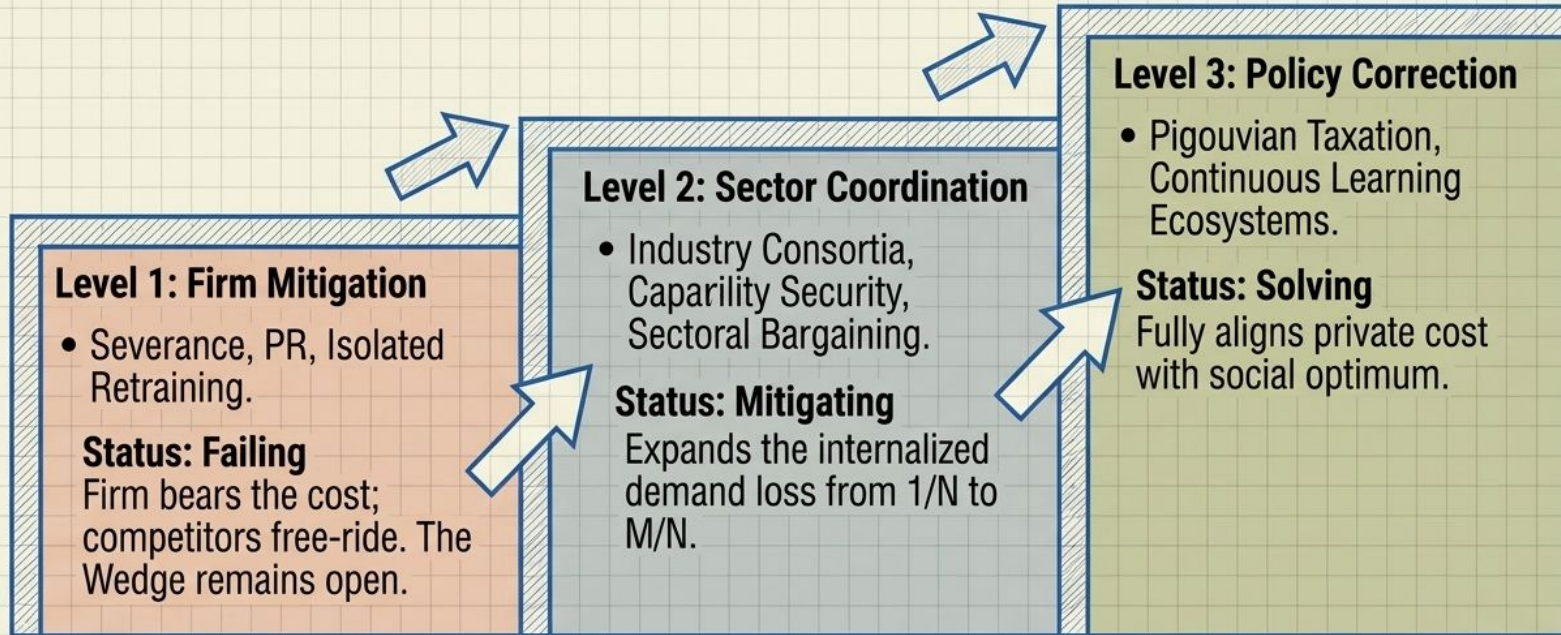 Level 1: Firm Mitigation
• Severance, PR, Isolated
Retraining.
Status: Failing
Firm bears the cost;
competitors free-ride. The
Wedge remains open.
Level 2: Sector Coordination
• Industry Consortia,
Caparility Security,
Sectoral Bargaining.
Status: Mitigating
Expands the internalized
demand loss from 1/N to
M/N.
Level 3: Policy Correction
• Pigouvian Taxation,
Continuous Learning
Ecosystems.
Status: Solving
Fully aligns private cost
with social optimum.